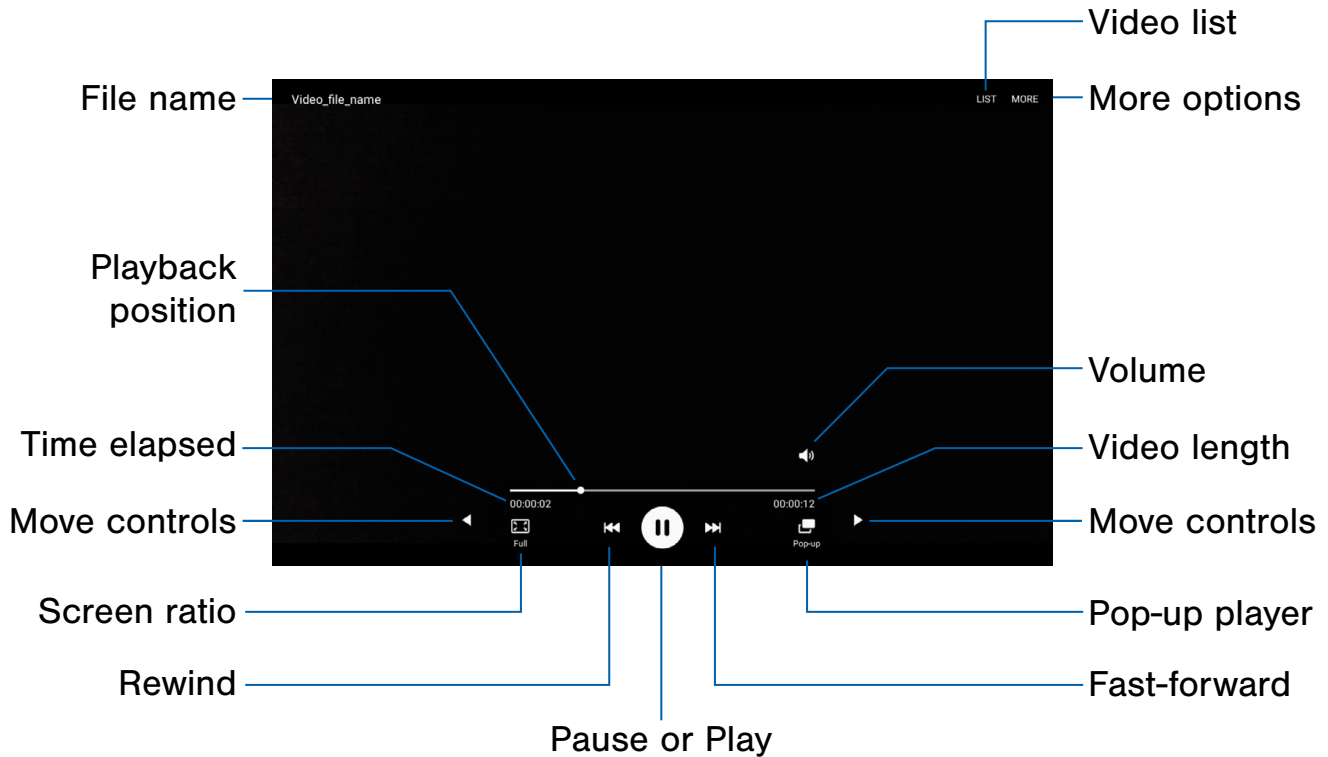 Video list
File name
Video_file_name
LIST MORE
More options
Playback
position
Volume
Time elapsed
Video length
00:00:02
00:00:12
Move controls
Move controls
Full
Pop-up
Screen ratio
Pop-up player
Rewind
Fast-forward
Pause or Play